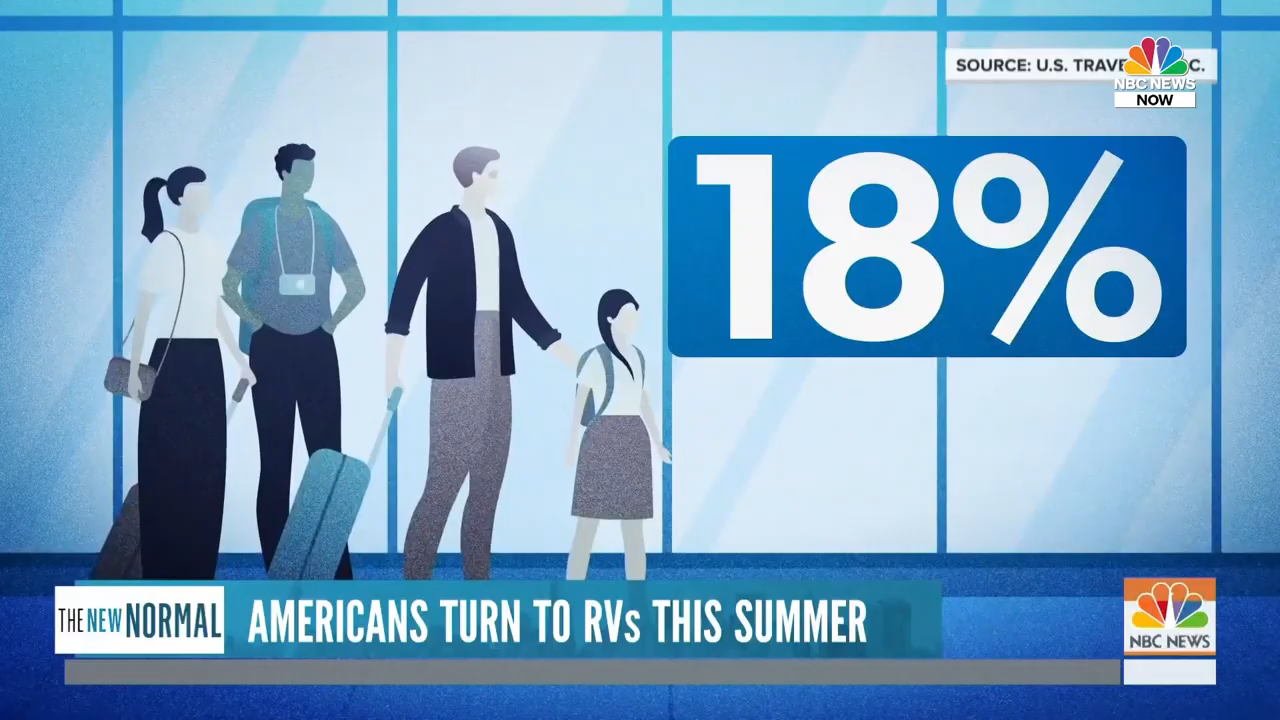 SOURCE: U.S. TRAVE C.
NBC NEWS
NOW
18%
THE NEW NORMAL
AMERICANS TURN TO RVs THIS SUMMER
NBC NEWS